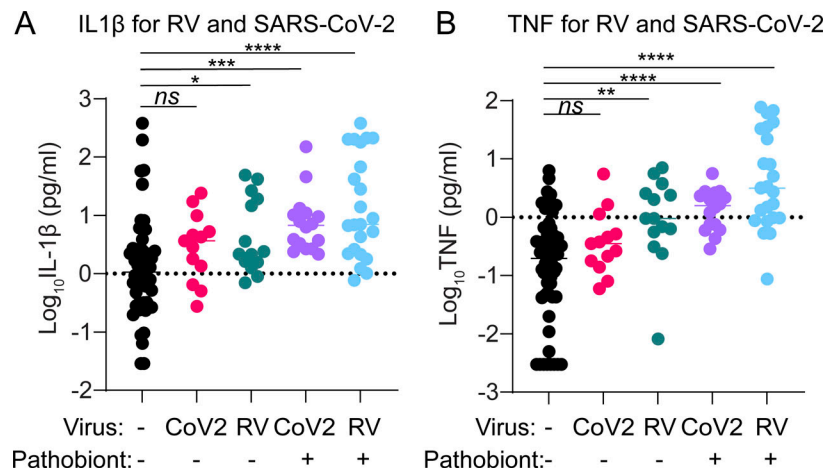 A IL1β for RV and SARS-CoV-2
****
***
*
ns
3
2
1
0
-1
-2
Log10IL-1β (pg/ml)
Virus: - CoV2 RV CoV2 RV
Pathobiont: - - - + +
B TNF for RV and SARS-CoV-2
****
****
**
ns
2
1
0
-1
-2
-3
Log10TNF (pg/ml)
Virus: - CoV2 RV CoV2 RV
Pathobiont: - - - + +